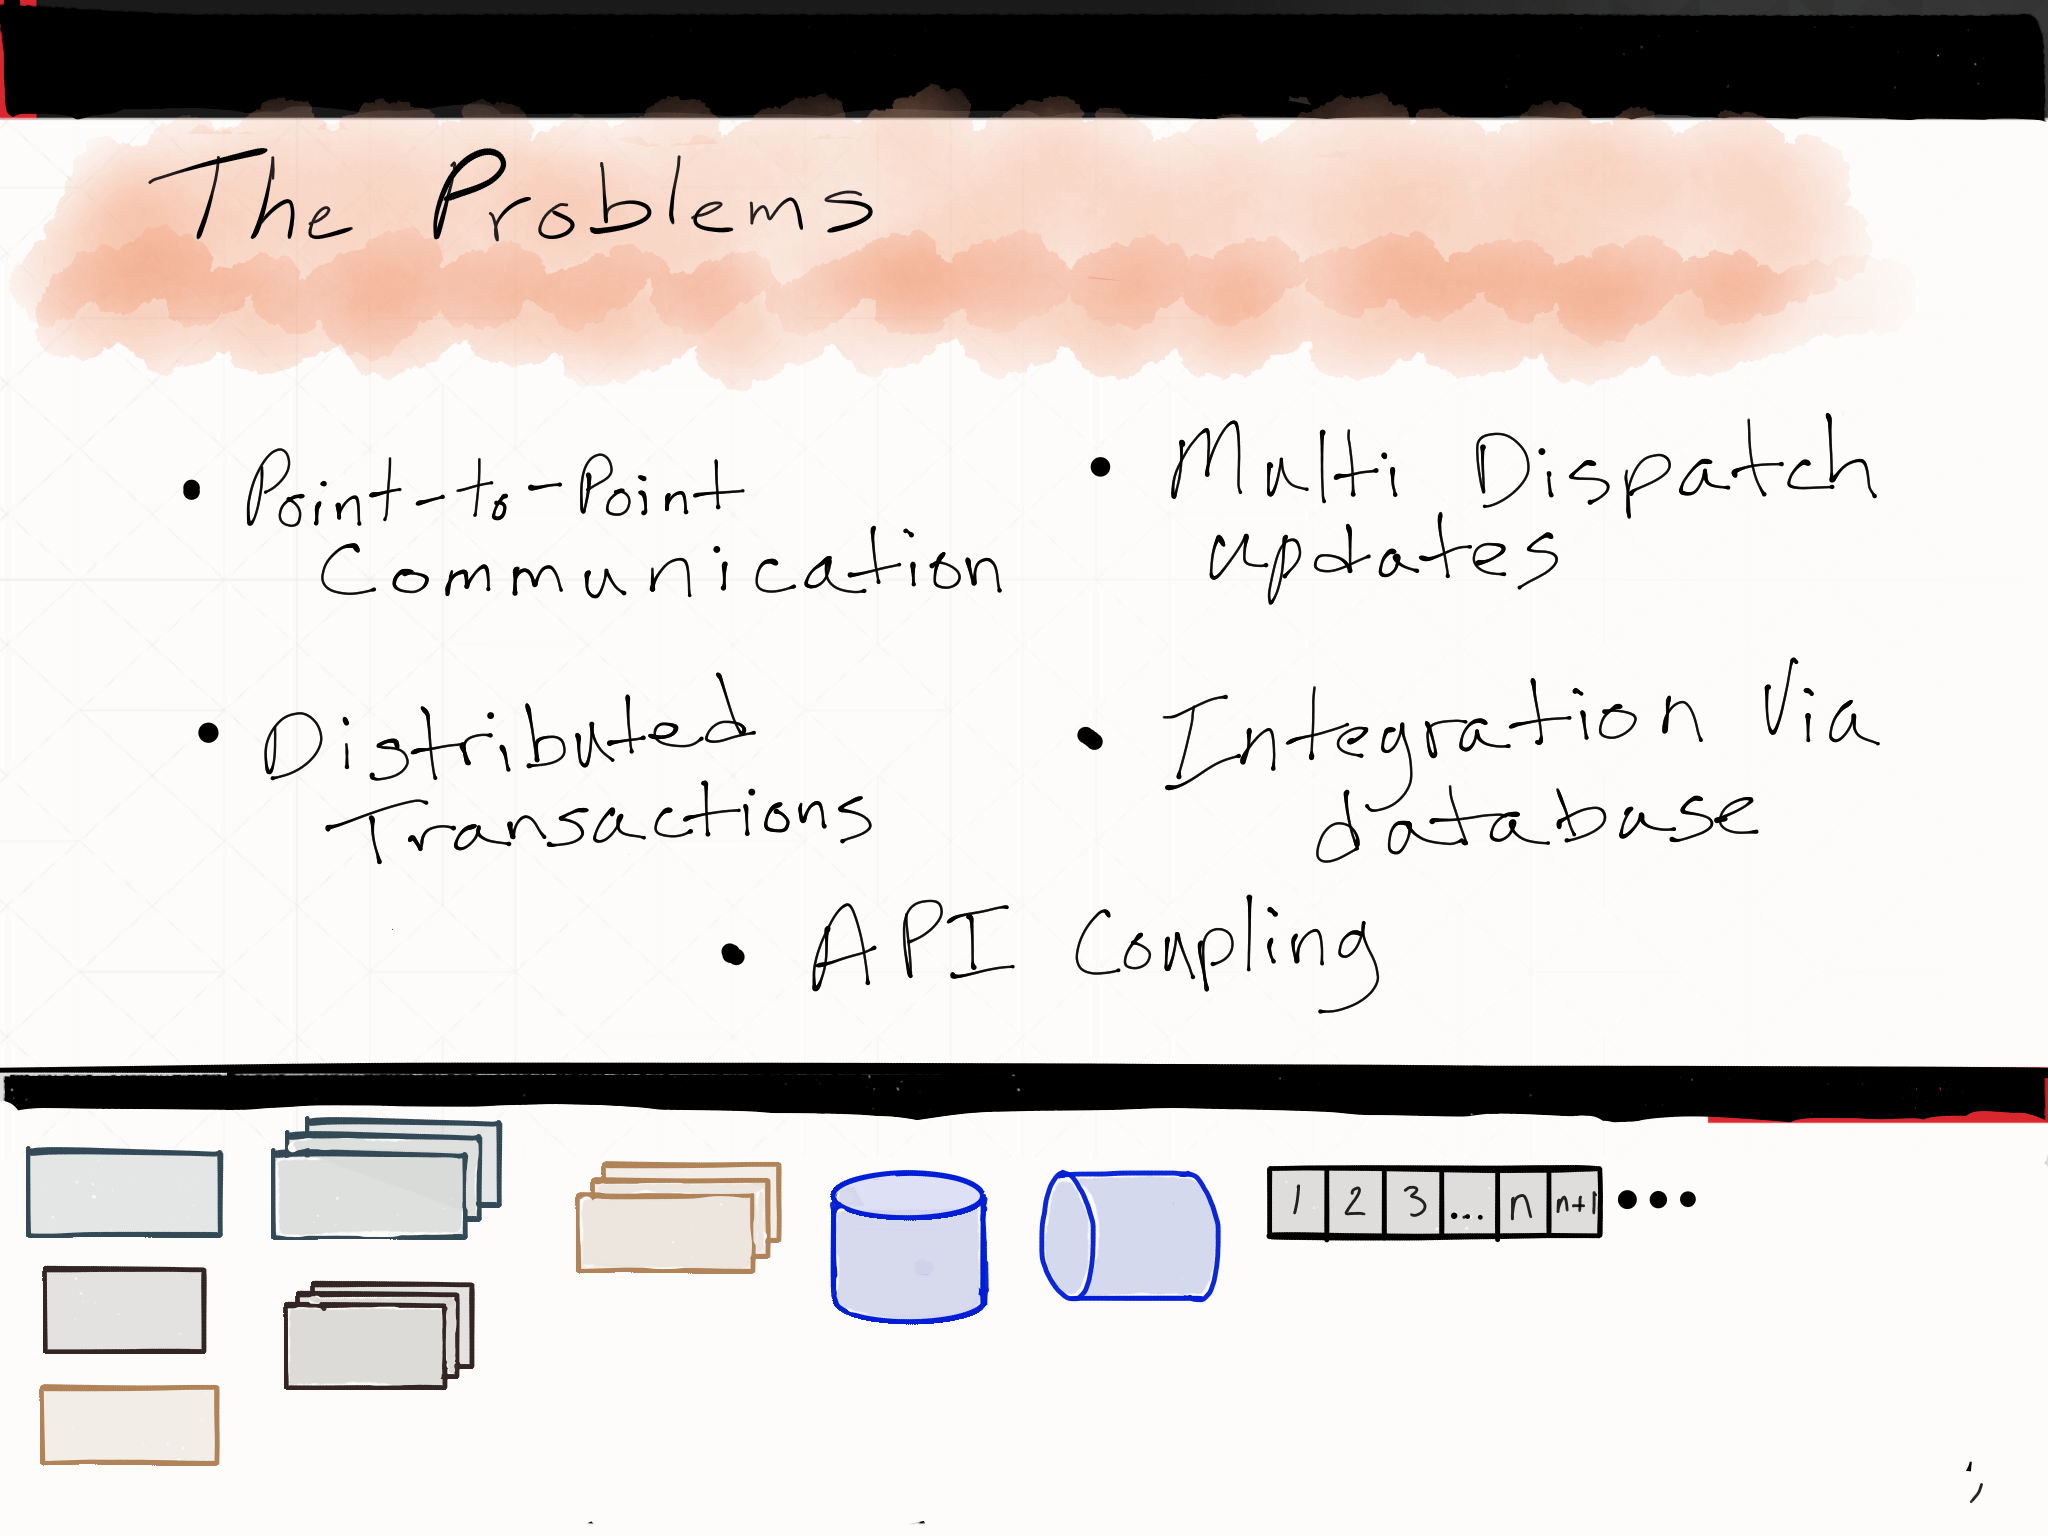 The Problems
• Point-to-Point
Communication
• Multi Dispatch
updates
• Distributed
Transactions
• Integration Via
database
• API Coupling
1 2 3 ... n n+1 •••